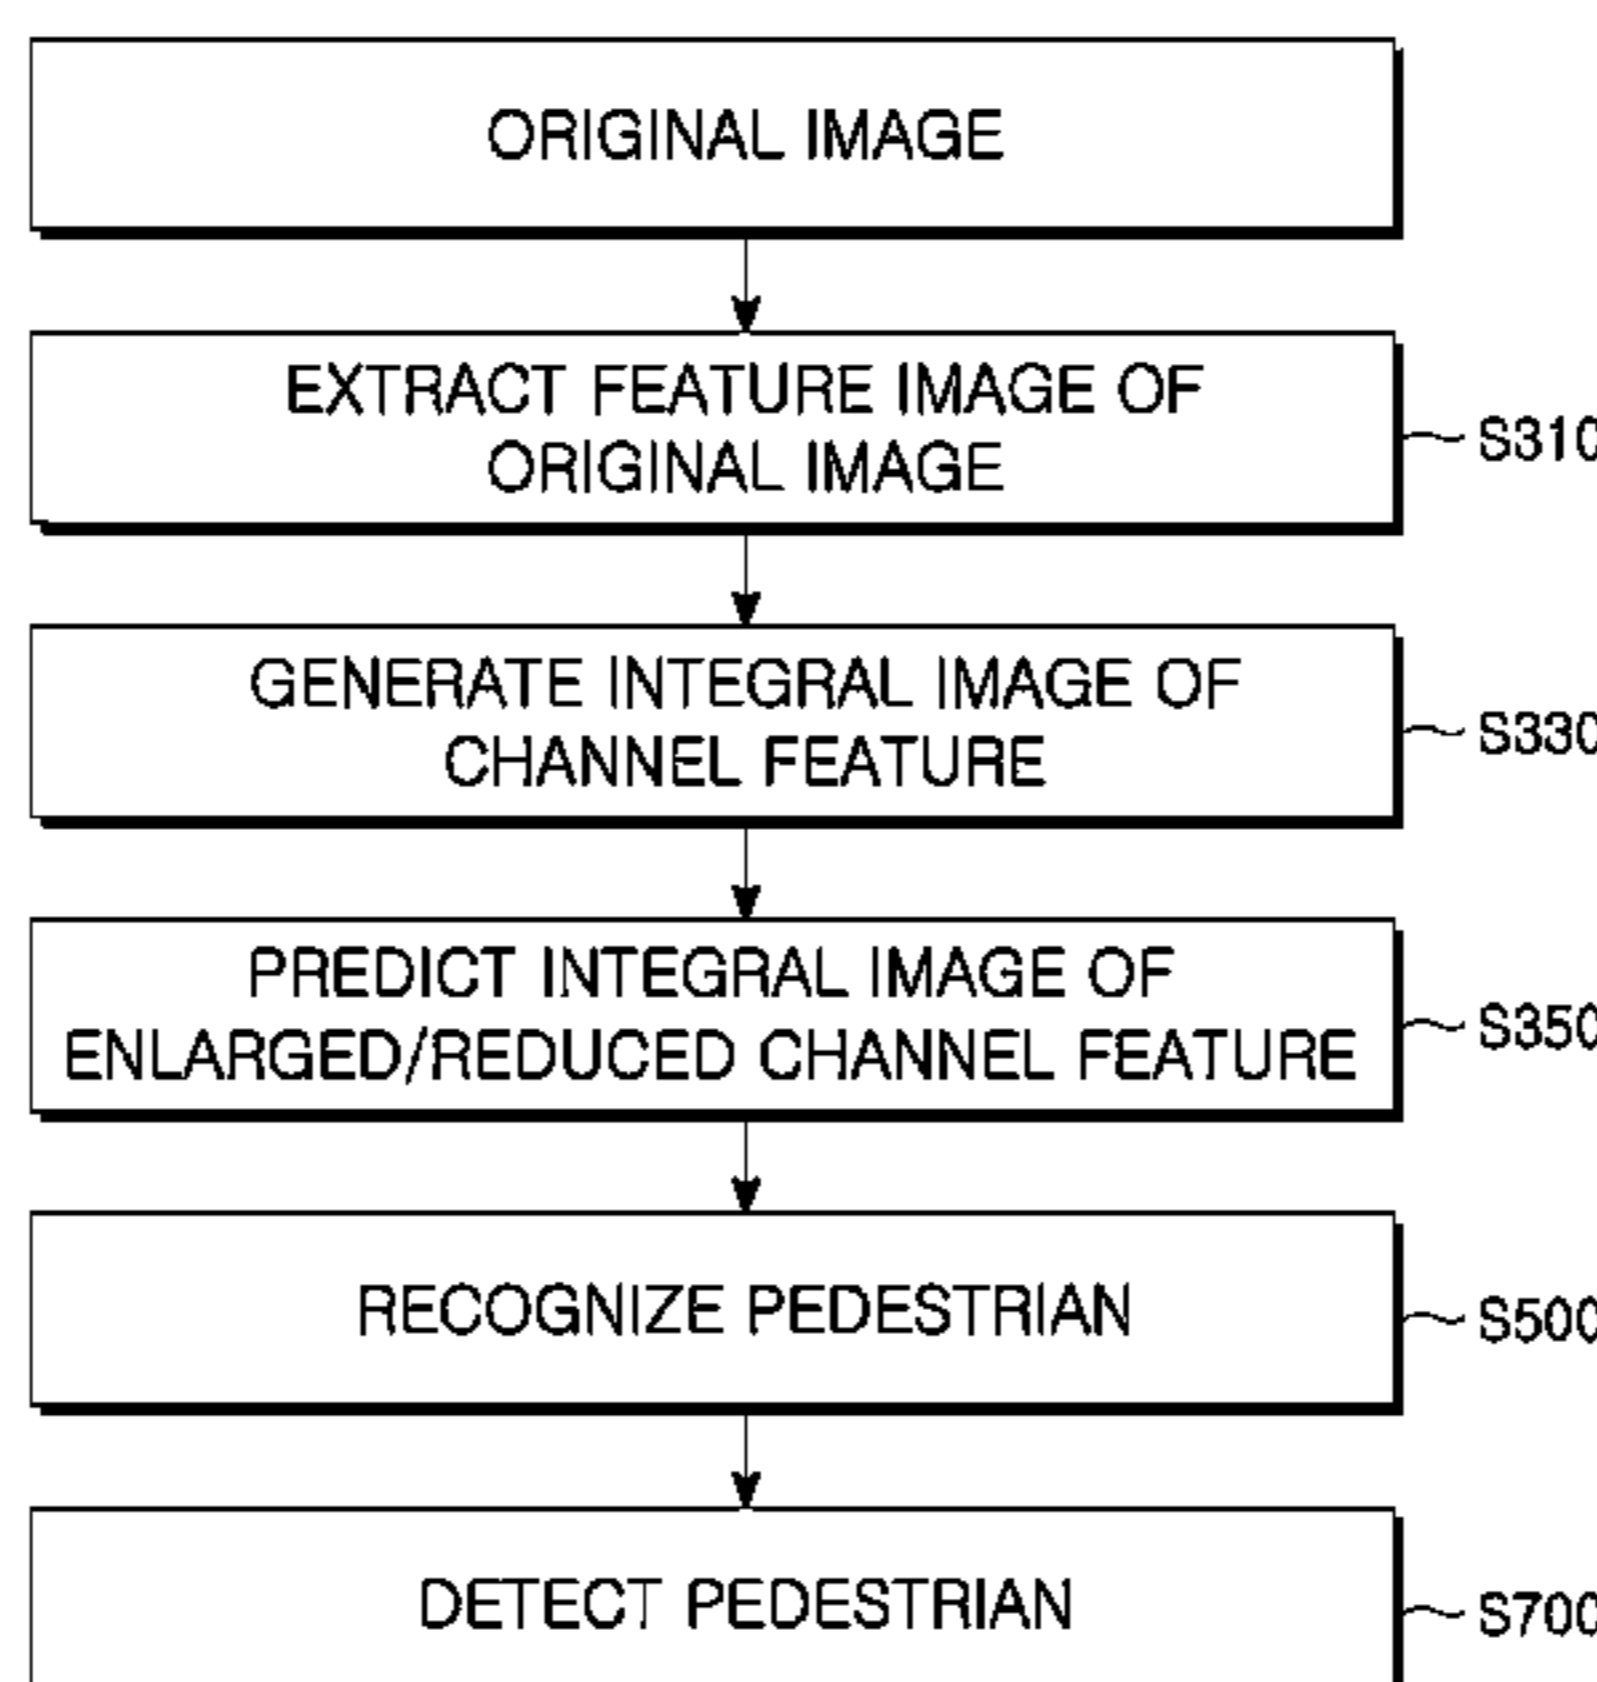 ORIGINAL IMAGE
EXTRACT FEATURE IMAGE OF
ORIGINAL IMAGE
S310
GENERATE INTEGRAL IMAGE OF
CHANNEL FEATURE
S330
PREDICT INTEGRAL IMAGE OF
ENLARGED/REDUCED CHANNEL FEATURE
S350
RECOGNIZE PEDESTRIAN
S500
DETECT PEDESTRIAN
S700